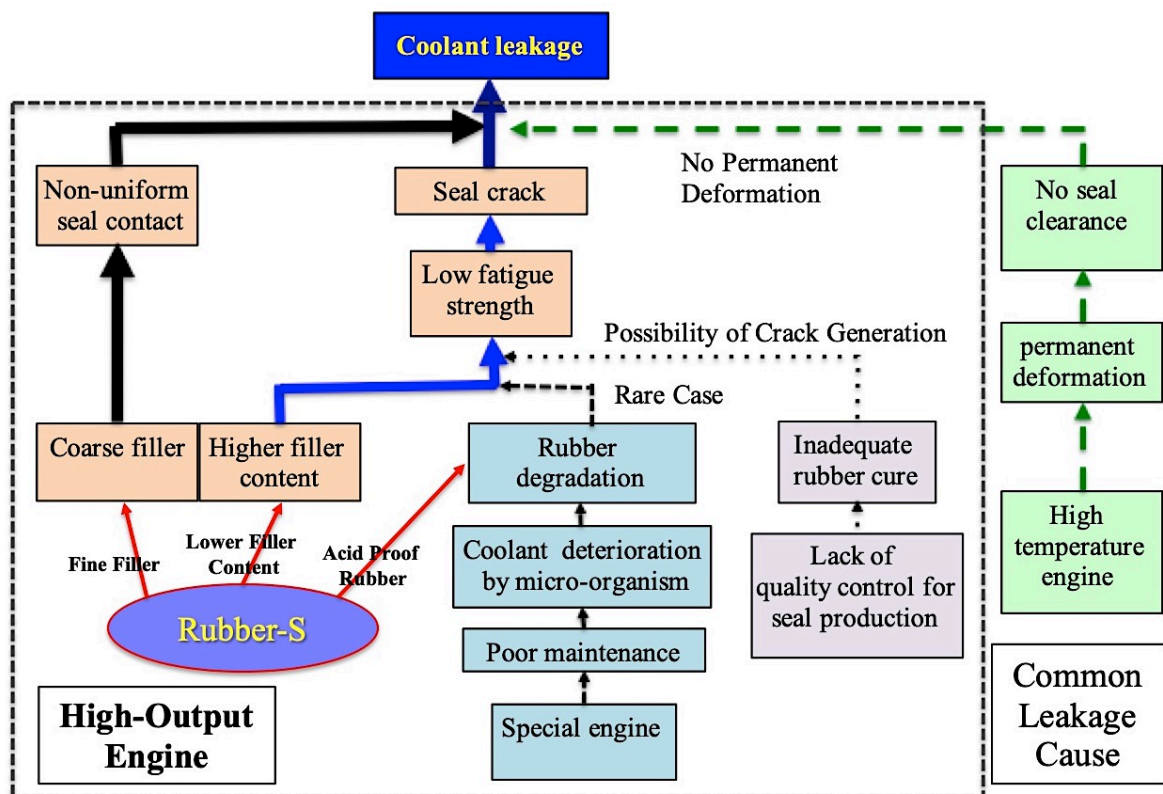 Coolant leakage
Non-uniform
seal contact
Seal crack
No Permanent
Deformation
No seal
clearance
Low fatigue
strength
Possibility of Crack Generation
permanent
deformation
Rare Case
Coarse filler
Higher filler
content
Rubber
degradation
Inadequate
rubber cure
High
temperature
engine
Fine Filler
Lower Filler
Content
Acid Proof
Rubber
Coolant deterioration
by micro-organism
Lack of
quality control for
seal production
Rubber-S
Poor maintenance
High-Output
Engine
Special engine
Common
Leakage
Cause